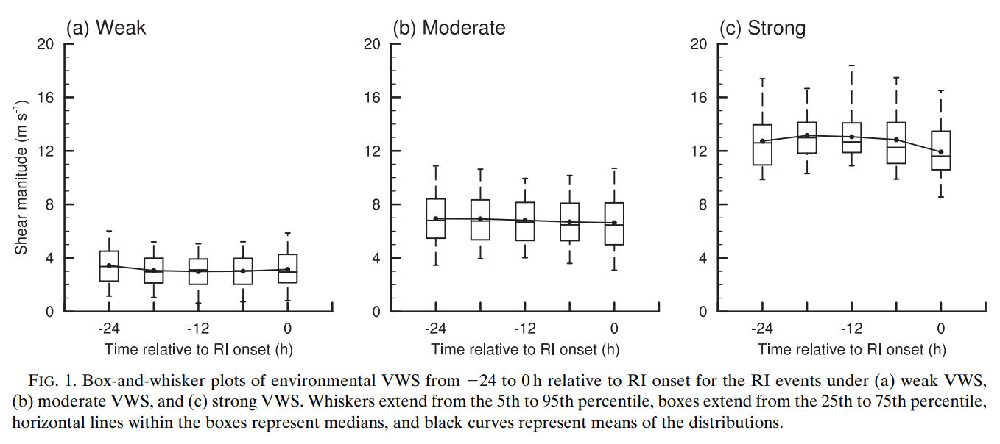 (a) Weak
(b) Moderate
(c) Strong
20
16
12
8
4
0
Shear manitude (m s-1)
-24
-12
0
Time relative to RI onset (h)
20
16
12
8
4
0
-24
-12
0
Time relative to RI onset (h)
20
16
12
8
4
0
-24
-12
0
Time relative to RI onset (h)
FIG. 1. Box-and-whisker plots of environmental VWS from −24 to 0 h relative to RI onset for the RI events under (a) weak VWS,
(b) moderate VWS, and (c) strong VWS. Whiskers extend from the 5th to 95th percentile, boxes extend from the 25th to 75th percentile,
horizontal lines within the boxes represent medians, and black curves represent means of the distributions.